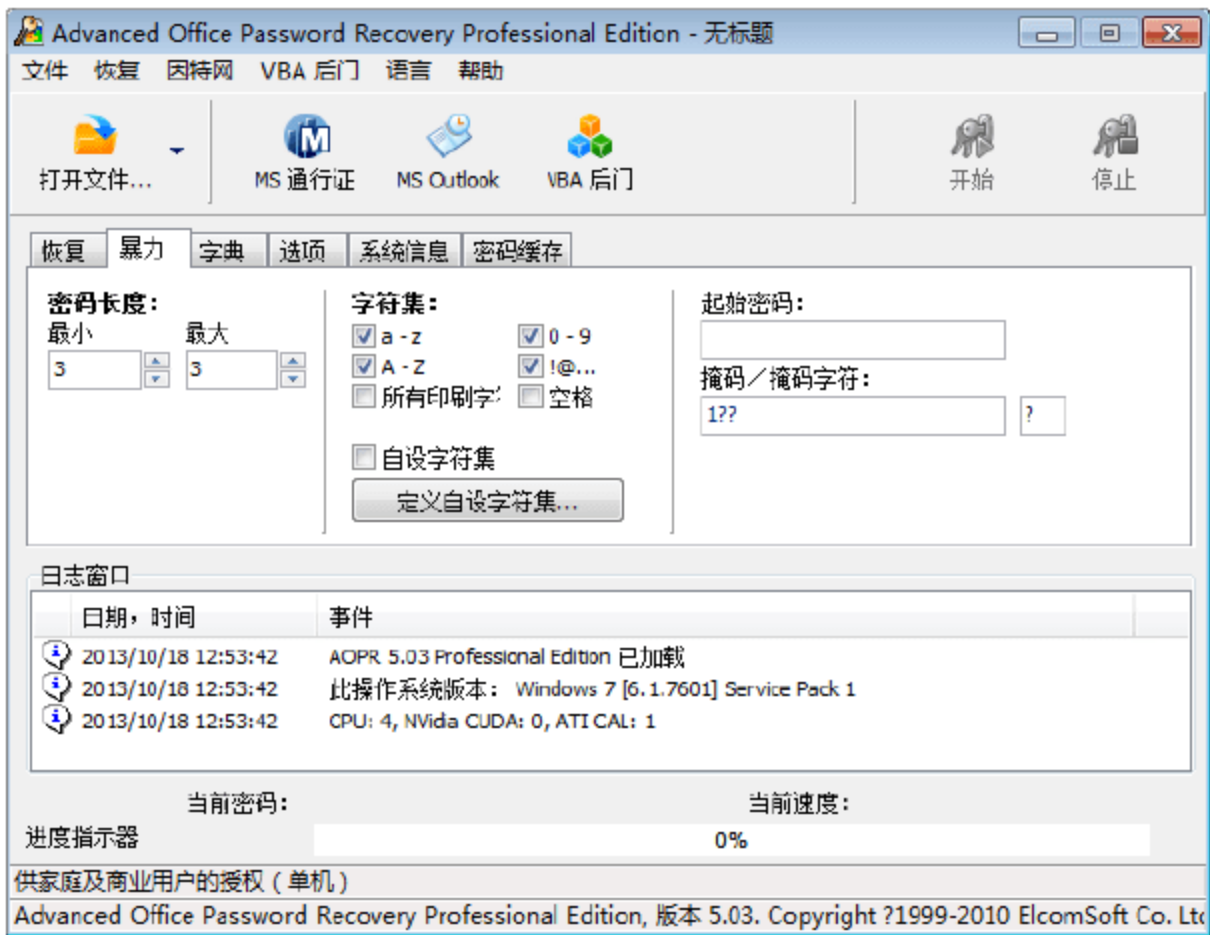 Advanced Office Password Recovery Professional Edition - 无标题
文件 恢复 因特网 VBA 后门 语言 帮助
打开文件... MS 通行证 MS Outlook VBA 后门 开始 停止
恢复 暴力 字典 选项 系统信息 密码缓存
密码长度: 字符集: 起始密码:
最小 最大 a - z 0 - 9
3 3 A - Z !@...
掩码/掩码字符:
所有印刷字 空格
1?? ?
自设字符集
定义自设字符集...
日志窗口
日期,时间 事件
2013/10/18 12:53:42 AOPR 5.03 Professional Edition 已加载
2013/10/18 12:53:42 此操作系统版本: Windows 7 [6.1.7601] Service Pack 1
2013/10/18 12:53:42 CPU: 4, NVidia CUDA: 0, ATI CAL: 1
当前密码: 当前速度:
进度指示器 0%
供家庭及商业用户的授权 ( 单机 )
Advanced Office Password Recovery Professional Edition, 版本 5.03. Copyright ?1999-2010 ElcomSoft Co. Ltd